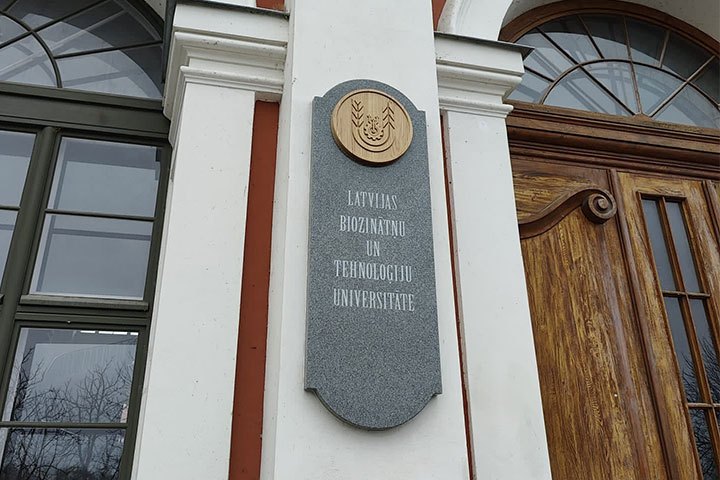 LATVIJAS
BIOZINĀTŅU
UN
TEHNOLOĢIJU
UNIVERSITĀTE